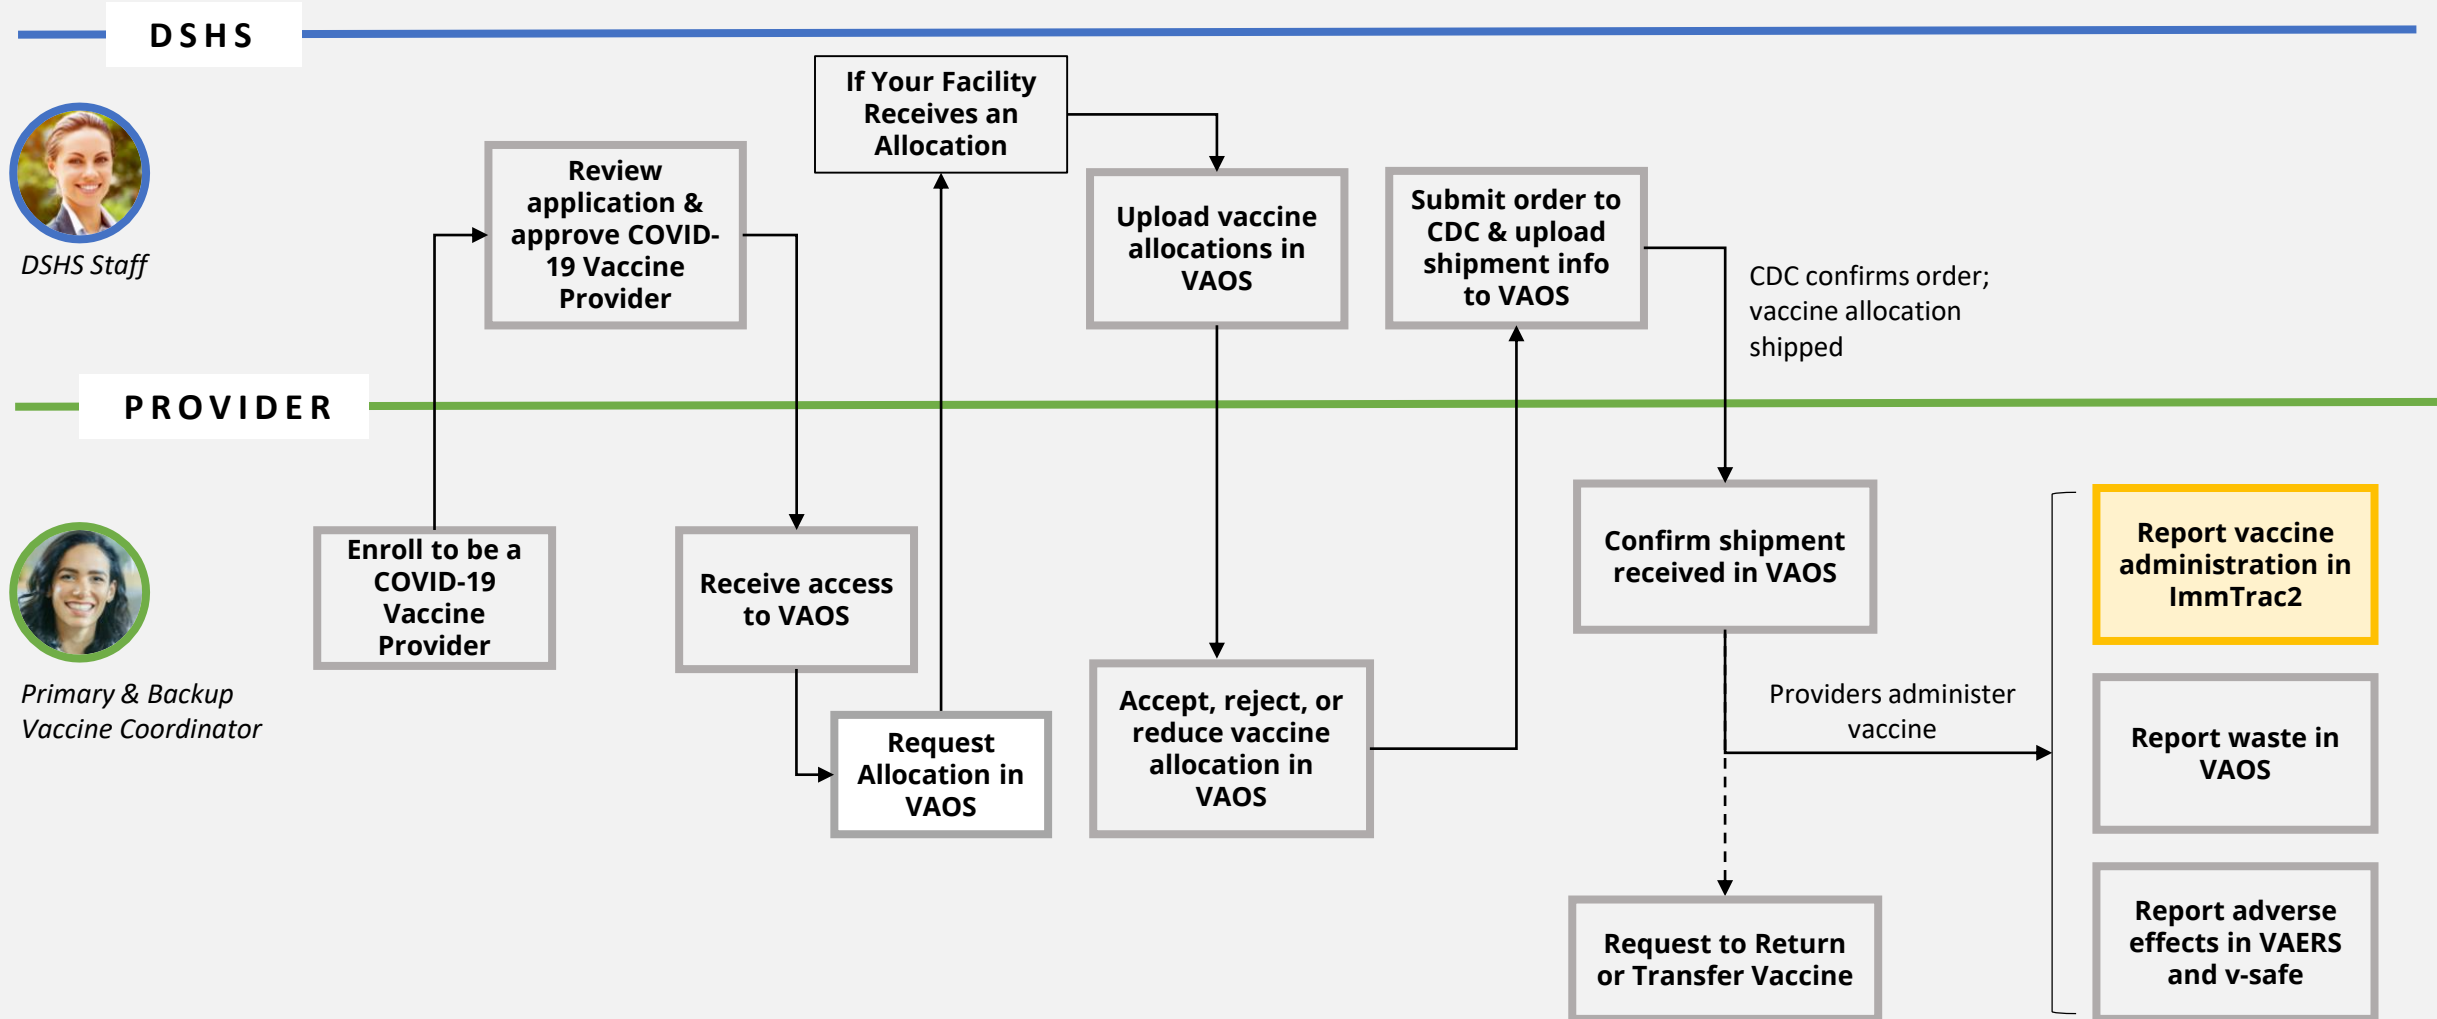 DSHS
DSHS Staff
Review
application &
approve COVID-
19 Vaccine
Provider
If Your Facility
Receives an
Allocation
Upload vaccine
allocations in
VAOS
Submit order to
CDC & upload
shipment info
to VAOS
CDC confirms order;
vaccine allocation
shipped
PROVIDER
Primary & Backup
Vaccine Coordinator
Enroll to be a
COVID-19
Vaccine
Provider
Receive access
to VAOS
Request
Allocation in
VAOS
Accept, reject, or
reduce vaccine
allocation in
VAOS
Confirm shipment
received in VAOS
Providers administer
vaccine
Request to Return
or Transfer Vaccine
Report vaccine
administration in
ImmTrac2
Report waste in
VAOS
Report adverse
effects in VAERS
and v-safe